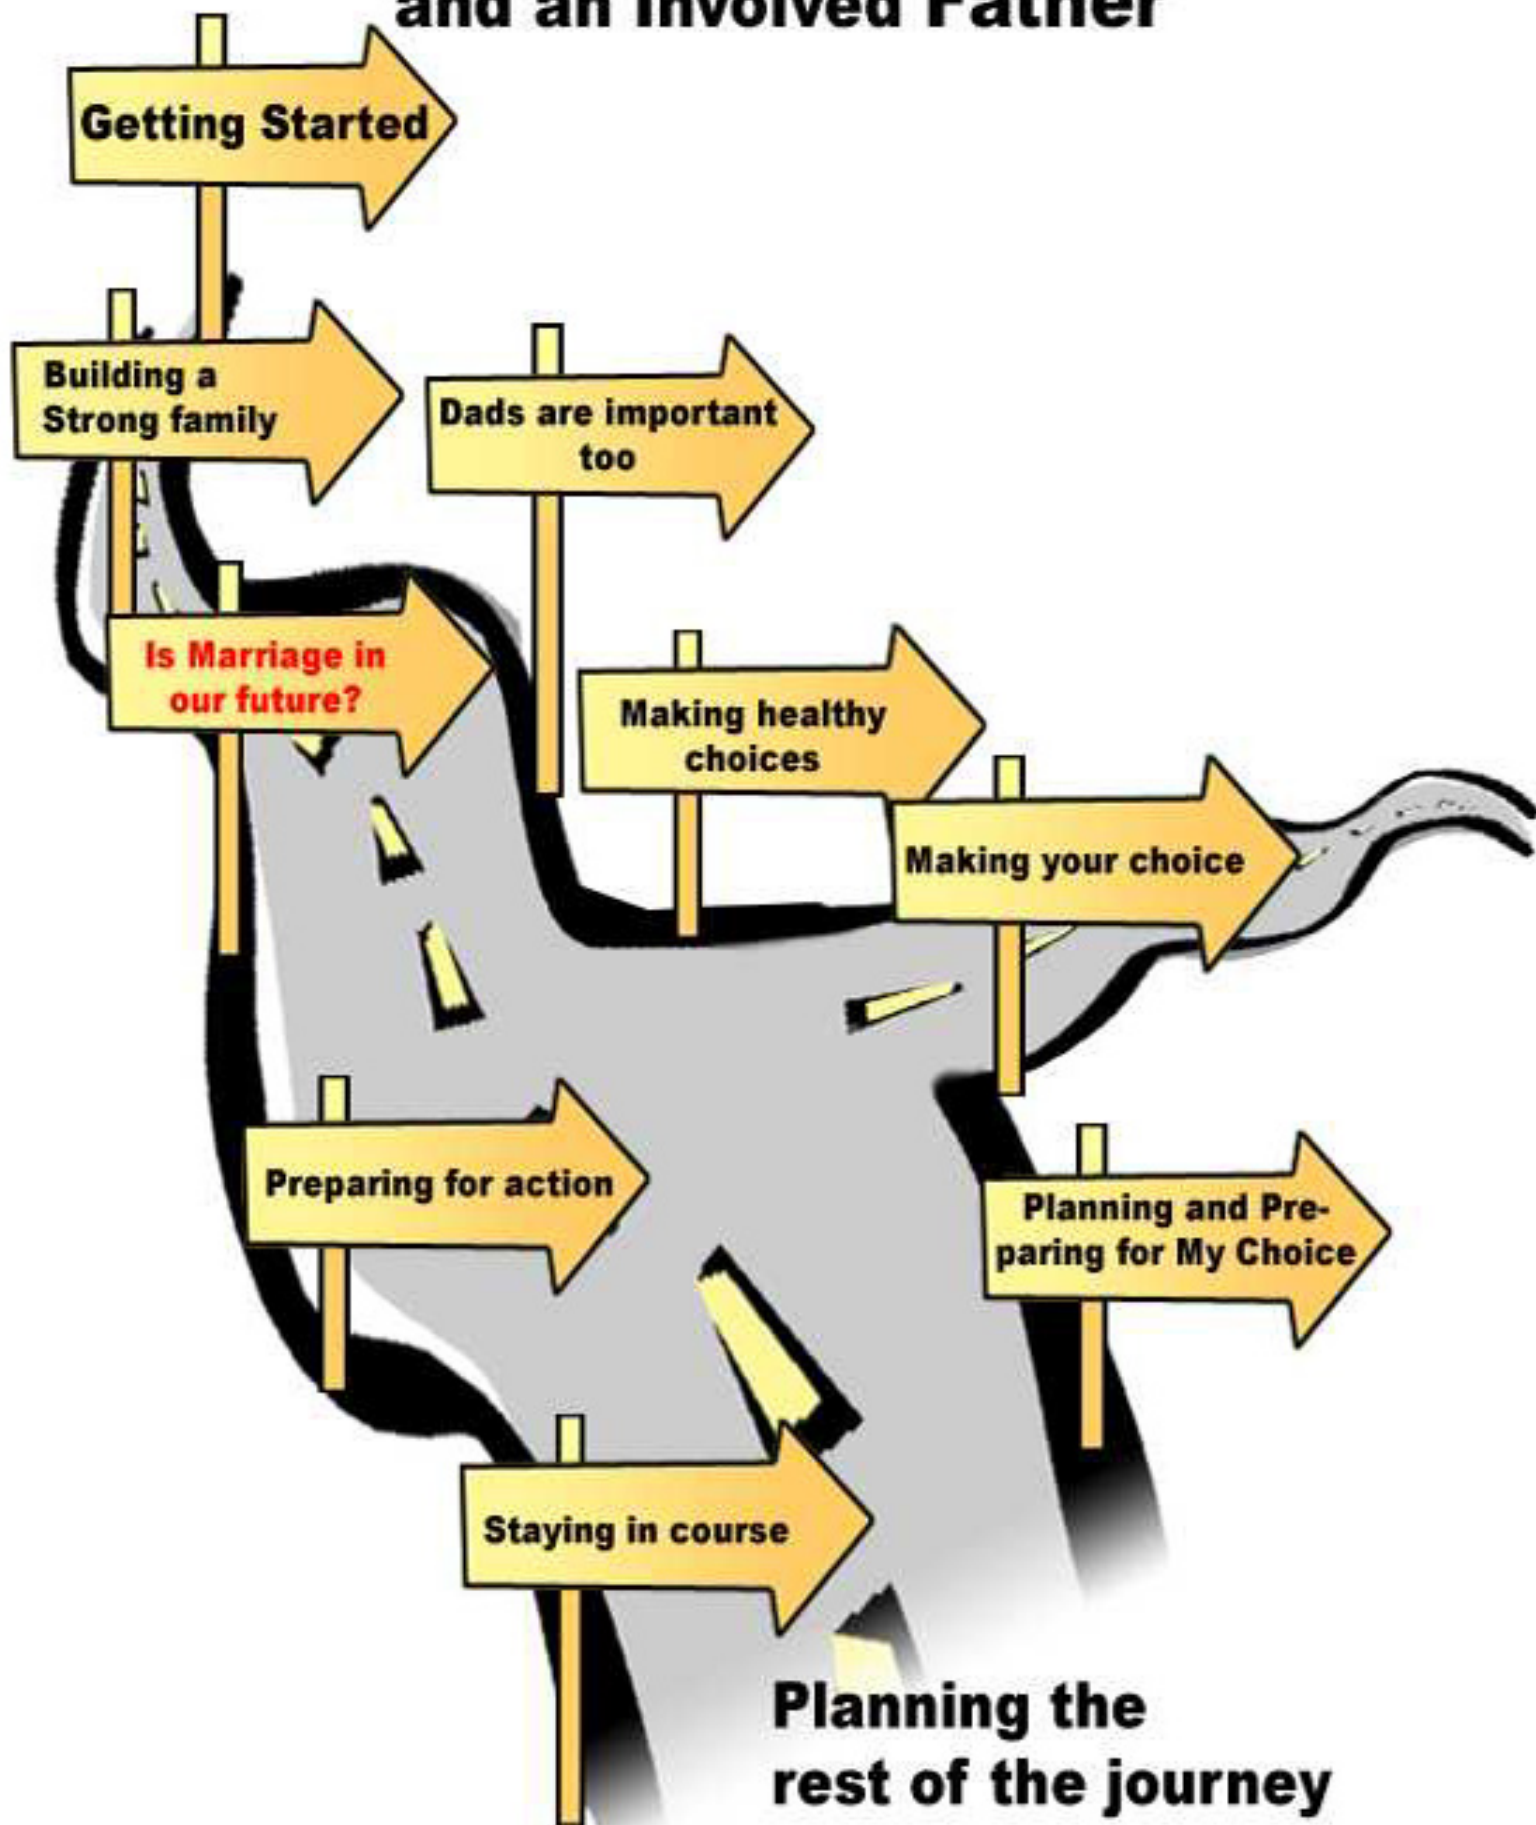 and an Involved Father
Getting Started
Building a
Strong family
Dads are important
too
Is Marriage in
our future?
Making healthy
choices
Making your choice
Preparing for action
Planning and Pre-
paring for My Choice
Staying in course
Planning the
rest of the journey